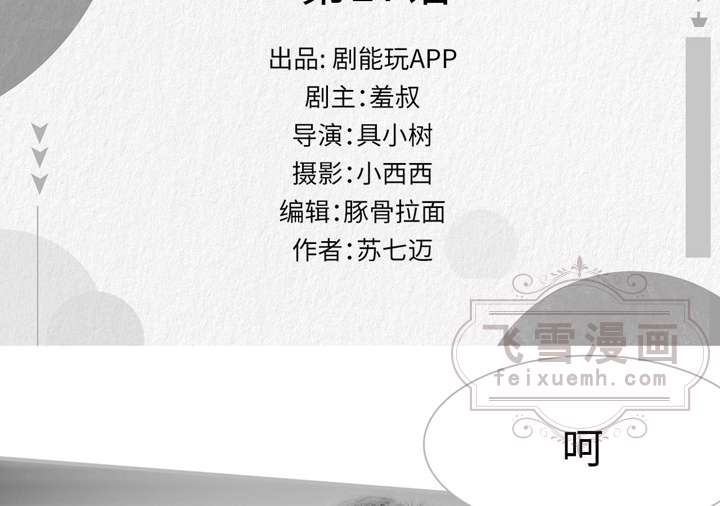 出品: 剧能玩APP
剧主：羞叔
导演：具小树
摄影：小西西
编辑：豚骨拉面
作者：苏七迈
飞雪漫画
feixuemh.com
呵